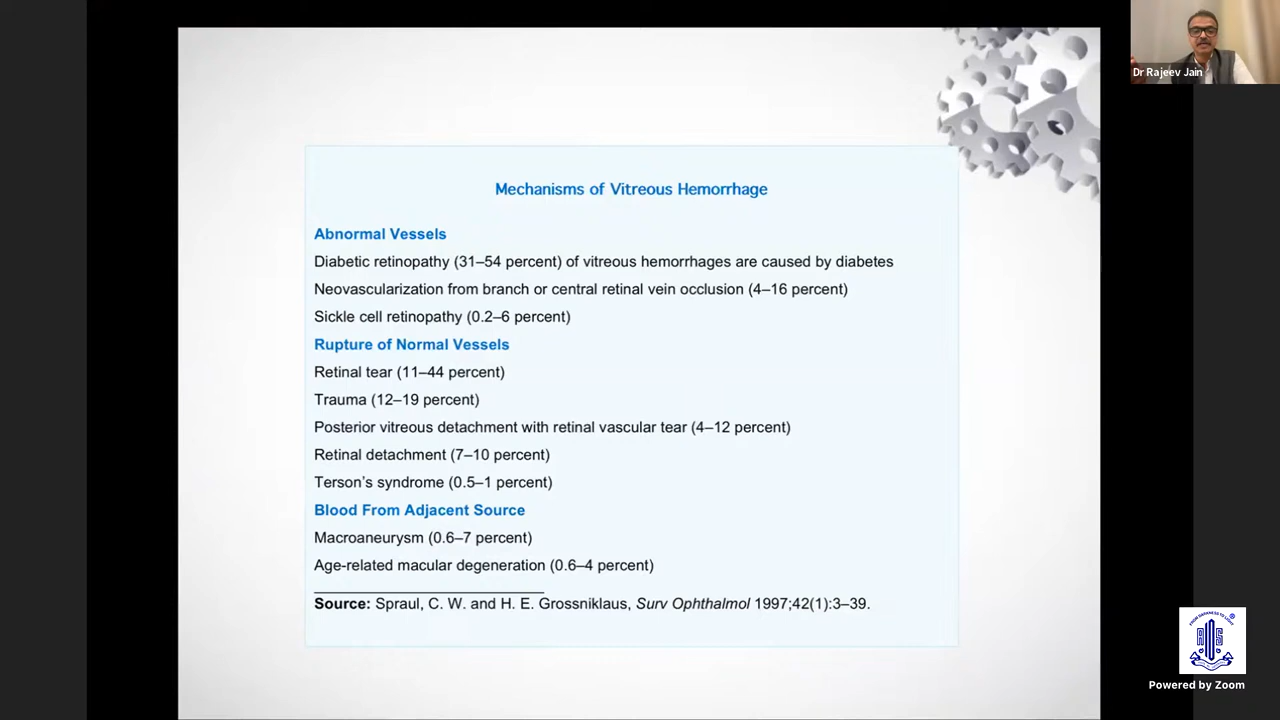 Dr Rajeev Jain
Mechanisms of Vitreous Hemorrhage
Abnormal Vessels
Diabetic retinopathy (31–54 percent) of vitreous hemorrhages are caused by diabetes
Neovascularization from branch or central retinal vein occlusion (4–16 percent)
Sickle cell retinopathy (0.2–6 percent)
Rupture of Normal Vessels
Retinal tear (11–44 percent)
Trauma (12–19 percent)
Posterior vitreous detachment with retinal vascular tear (4–12 percent)
Retinal detachment (7–10 percent)
Terson’s syndrome (0.5–1 percent)
Blood From Adjacent Source
Macroaneurysm (0.6–7 percent)
Age-related macular degeneration (0.6–4 percent)
Source: Spraul, C. W. and H. E. Grossniklaus, Surv Ophthalmol 1997;42(1):3–39.
Powered by Zoom